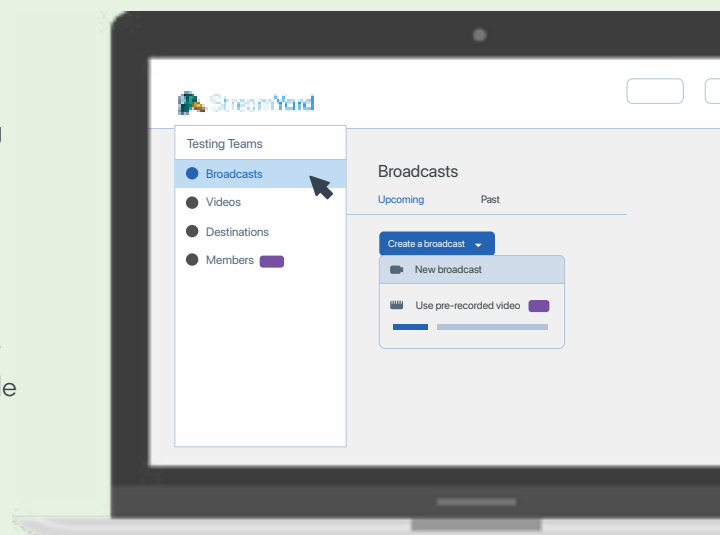 StreamYard
Testing Teams
Broadcasts
Videos
Destinations
Members
Broadcasts
Upcoming
Past
Create a broadcast
New broadcast
Use pre-recorded video